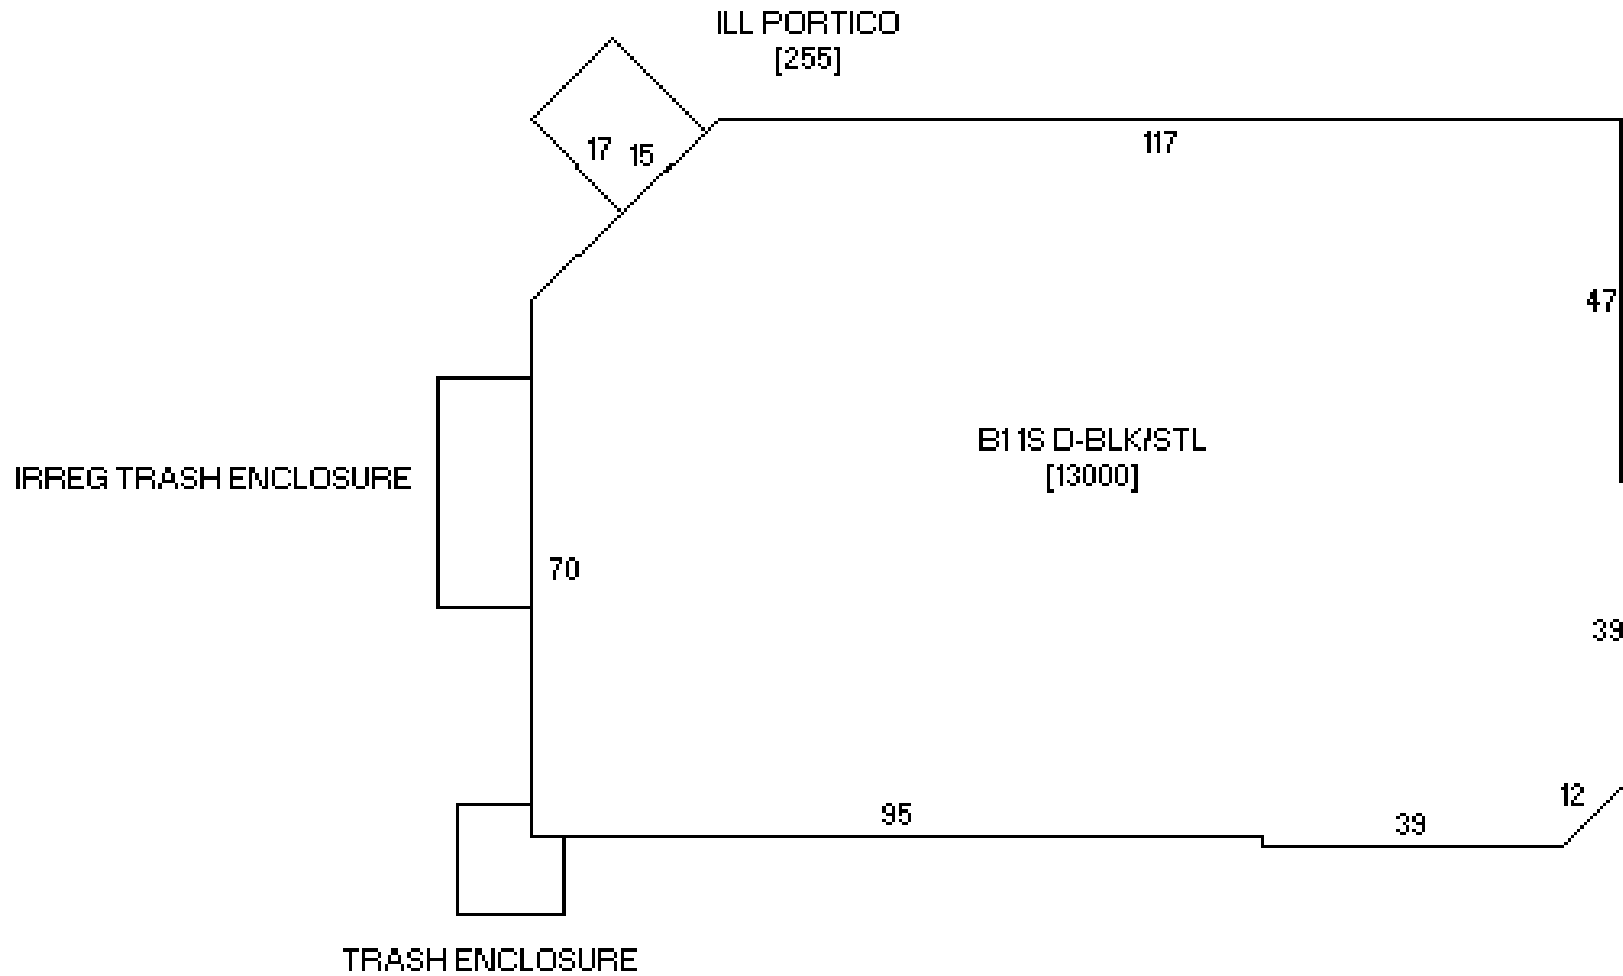 ILL PORTICO
[255]
117
17 15
47
B11S D-BLK/STL
[13000]
IRREG TRASH ENCLOSURE
70
39
12
95
39
TRASH ENCLOSURE